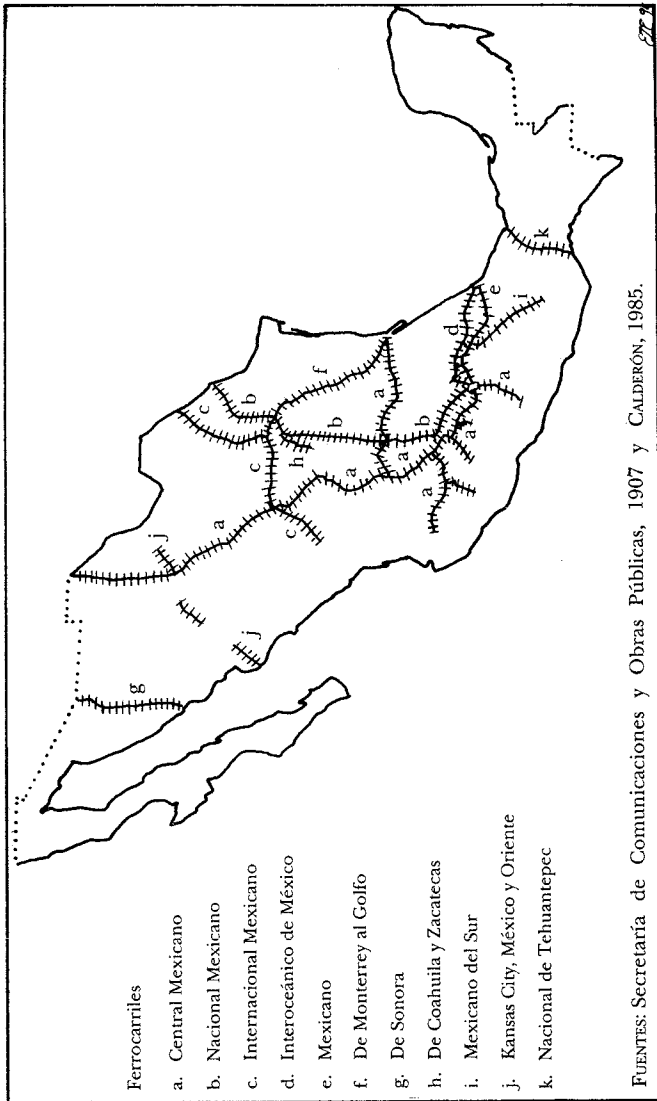 Ferrocarriles
a. Central Mexicano
b. Nacional Mexicano
c. Internacional Mexicano
d. Interoceánico de México
e. Mexicano
f. De Monterrey al Golfo
g. De Sonora
h. De Coahuila y Zacatecas
i. Mexicano del Sur
j. Kansas City, México y Oriente
k. Nacional de Tehuantepec
g
j
j
a
c
c
c
b
h
a
b
f
a
a
a
b
a
a
d
e
i
k
FUENTES: Secretaría de Comunicaciones y Obras Públicas, 1907 y CALDERÓN, 1985.